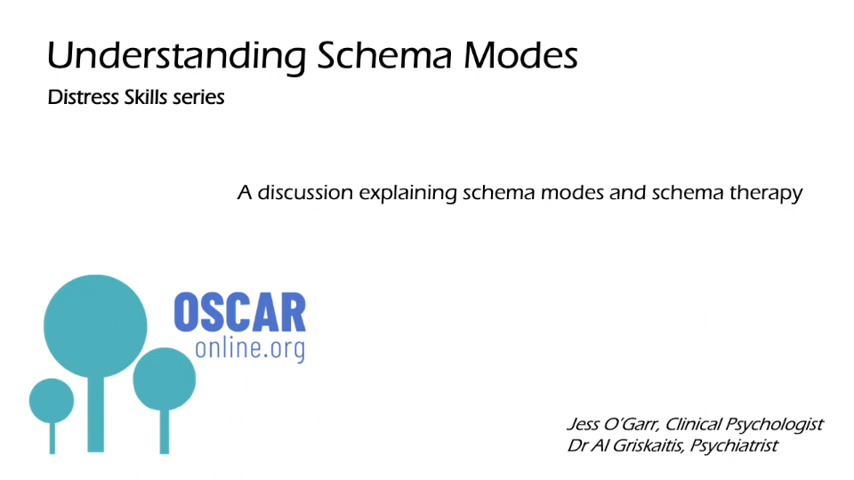 Understanding Schema Modes
Distress Skills series
A discussion explaining schema modes and schema therapy
OSCAR
online.org
Jess O'Garr, Clinical Psychologist
Dr Al Griskaitis, Psychiatrist